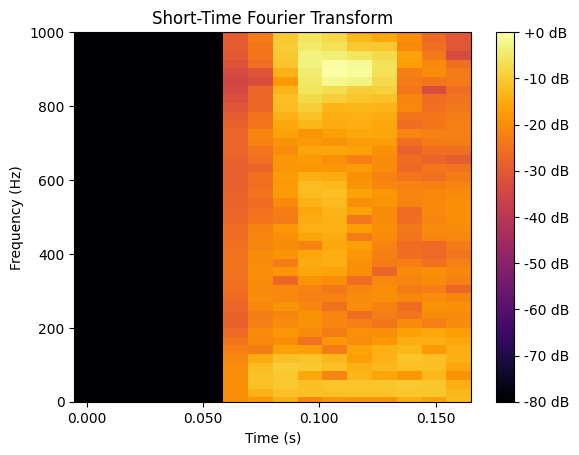 Short-Time Fourier Transform
Frequency (Hz)
1000
800
600
400
200
0
0.000
0.050
0.100
0.150
Time (s)
+0 dB
-10 dB
-20 dB
-30 dB
-40 dB
-50 dB
-60 dB
-70 dB
-80 dB